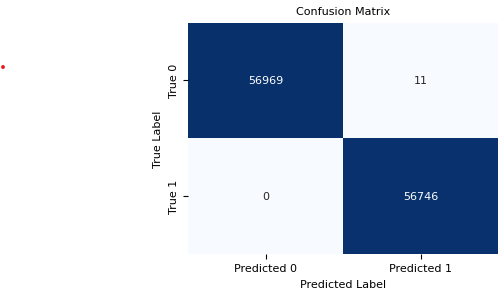 Confusion Matrix
True Label
True 0
56969
11
True 1
0
56746
Predicted 0
Predicted 1
Predicted Label